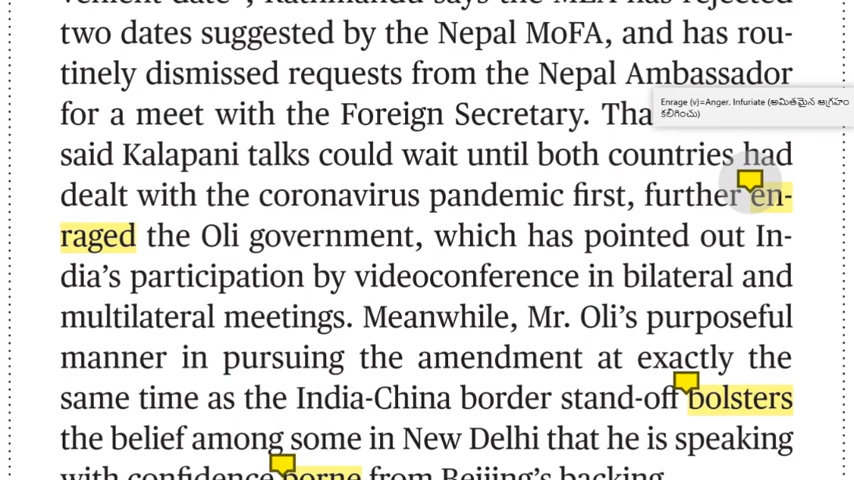 two dates suggested by the Nepal MoFA, and has rou-
tinely dismissed requests from the Nepal Ambassador
for a meet with the Foreign Secretary. Tha
Enrage (v)=Anger, Infuriate (అమితమైన ఆగ్రహం
కలిగించు)
said Kalapani talks could wait until both countries had
dealt with the coronavirus pandemic first, further en-
raged the Oli government, which has pointed out In-
dia's participation by videoconference in bilateral and
multilateral meetings. Meanwhile, Mr. Oli's purposeful
manner in pursuing the amendment at exactly the
same time as the India-China border stand-off bolsters
the belief among some in New Delhi that he is speaking
with confidence borne from Beijing's backing.